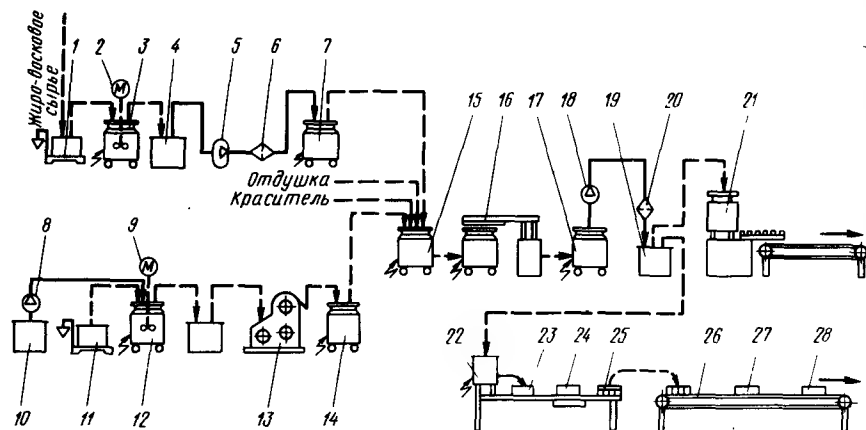 Жиро-восковое
сырье
1 2 3 4 5 6 7
М
15 16 17 18 19 20 21
Отдушка
Краситель
8 9
М
22 23 24 25 26 27 28
10 11 12 13 14